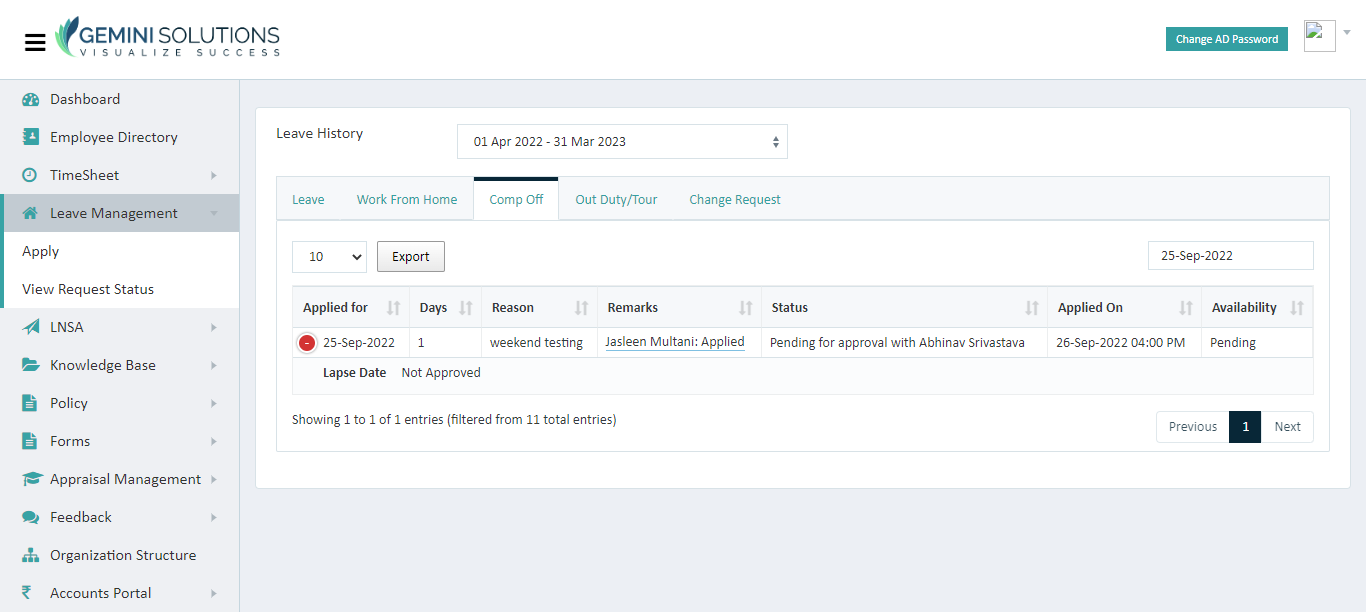 GEMINI SOLUTIONS
VISUALIZE SUCCESS
Change AD Password
Dashboard
Employee Directory
TimeSheet
Leave Management
Apply
View Request Status
LNSA
Knowledge Base
Policy
Forms
Appraisal Management
Feedback
Organization Structure
Accounts Portal
Leave History 01 Apr 2022 - 31 Mar 2023
Leave Work From Home Comp Off Out Duty/Tour Change Request
10 Export 25-Sep-2022
Applied for Days Reason Remarks Status Applied On Availability
25-Sep-2022 1 weekend testing Jasleen Multani: Applied Pending for approval with Abhinav Srivastava 26-Sep-2022 04:00 PM Pending
Lapse Date Not Approved
Showing 1 to 1 of 1 entries (filtered from 11 total entries)
Previous 1 Next